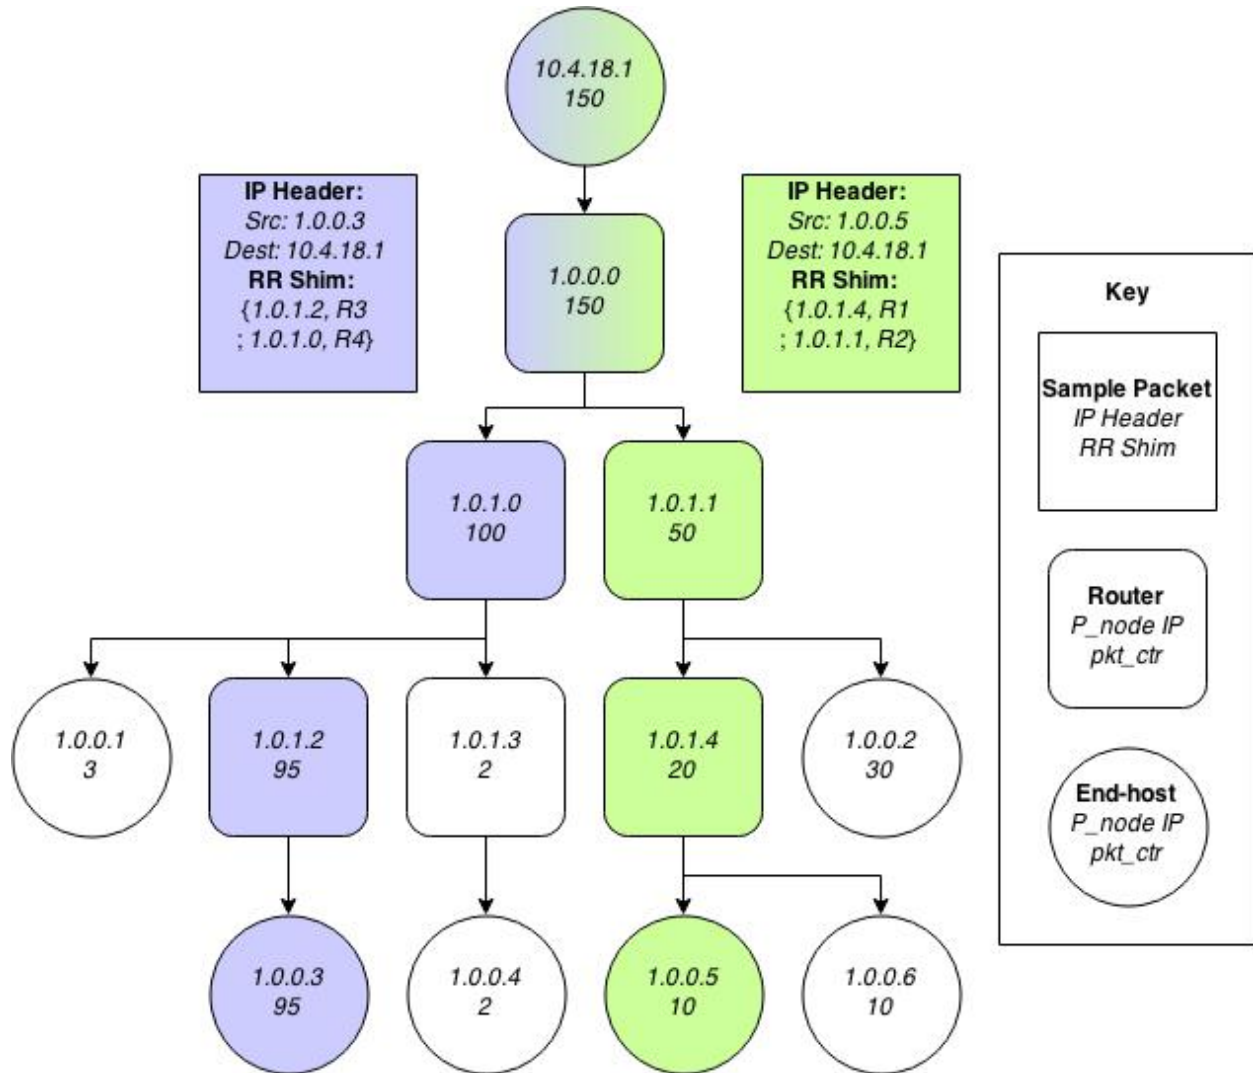 10.4.18.1
150
IP Header:
Src: 1.0.0.3
Dest: 10.4.18.1
RR Shim:
{1.0.1.2, R3
; 1.0.1.0, R4}
1.0.0.0
150
IP Header:
Src: 1.0.0.5
Dest: 10.4.18.1
RR Shim:
{1.0.1.4, R1
; 1.0.1.1, R2}
Key
Sample Packet
IP Header
RR Shim
Router
P_node IP
pkt_ctr
End-host
P_node IP
pkt_ctr
1.0.1.0
100
1.0.1.1
50
1.0.0.1
3
1.0.1.2
95
1.0.1.3
2
1.0.1.4
20
1.0.0.2
30
1.0.0.3
95
1.0.0.4
2
1.0.0.5
10
1.0.0.6
10